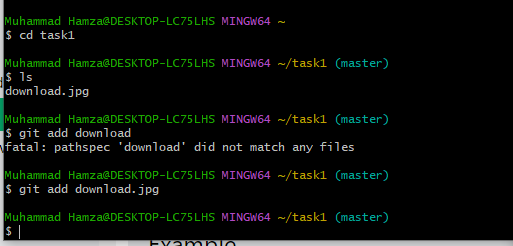 Muhammad Hamza@DESKTOP-LC75LHS MINGW64 ~
$ cd task1
Muhammad Hamza@DESKTOP-LC75LHS MINGW64 ~/task1 (master)
$ ls
download.jpg
Muhammad Hamza@DESKTOP-LC75LHS MINGW64 ~/task1 (master)
$ git add download
fatal: pathspec 'download' did not match any files
Muhammad Hamza@DESKTOP-LC75LHS MINGW64 ~/task1 (master)
$ git add download.jpg
Muhammad Hamza@DESKTOP-LC75LHS MINGW64 ~/task1 (master)
$
Example